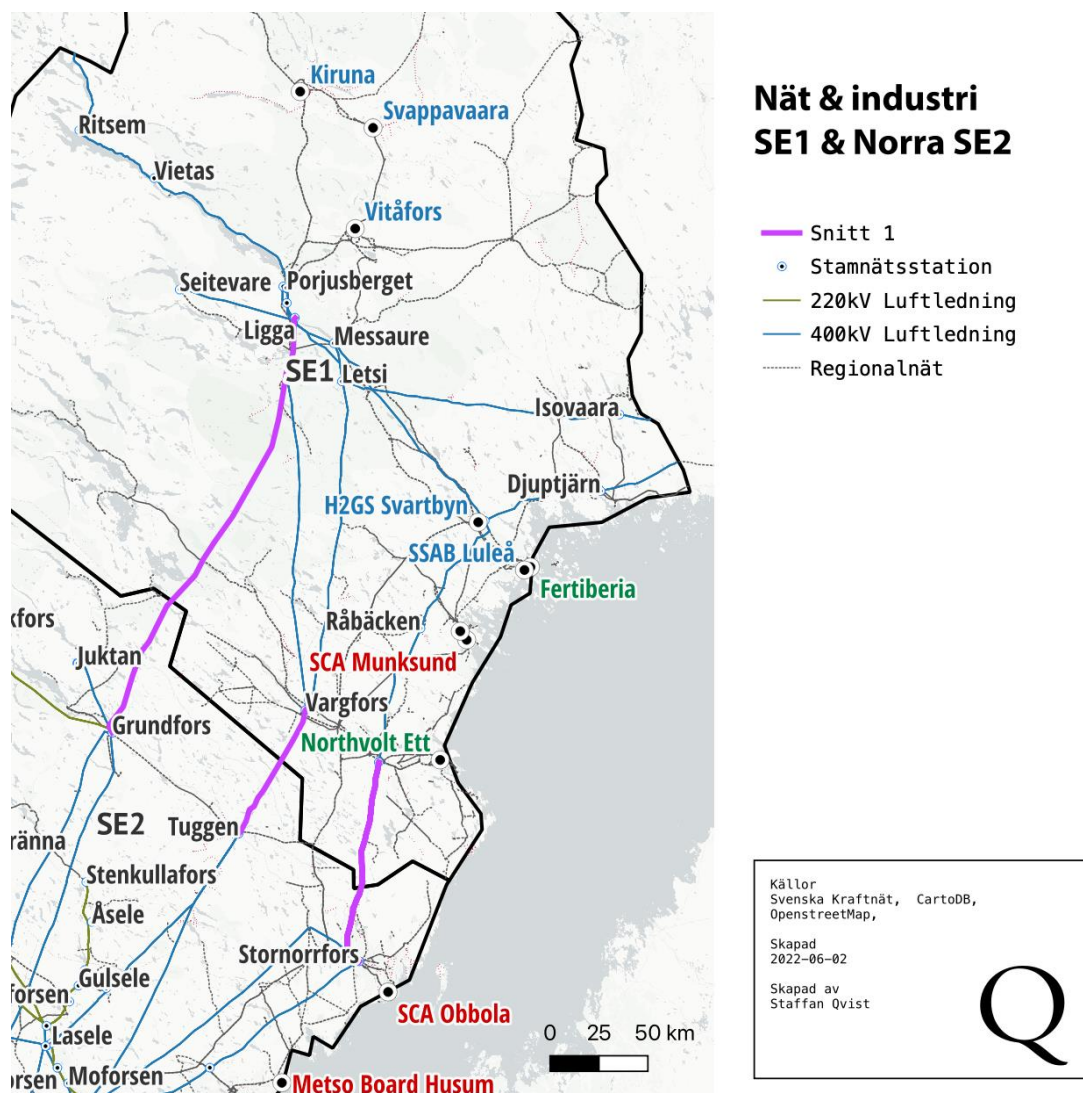 Nät & industri
SE1 & Norra SE2
Snitt 1
Stamnätsstation
220kV Luftledning
400kV Luftledning
Regionalnät
Kiruna
Svappavaara
Ritsem
Vietas
Vitåfors
Seitevare
Porjusberget
Ligga
Messaure
SE1
Letsi
Isovaara
Djuptjärn
H2GS Svartbyn
SSAB Luleå
Fertiberia
Råbäcken
xfors
Juktan
SCA Munksund
Vargfors
Grundfors
Northvolt Ett
SE2
Tuggen
ränna
Stenkullafors
Åsele
Stornorrfors
Gulsele
forsen
SCA Obbola
Lasele
orsen
Moforsen
Metso Board Husum
0 25 50 km
Källor
Svenska Kraftnät, CartoDB,
OpenstreetMap,
Skapad
2022-06-02
Skapad av
Staffan Qvist
Q